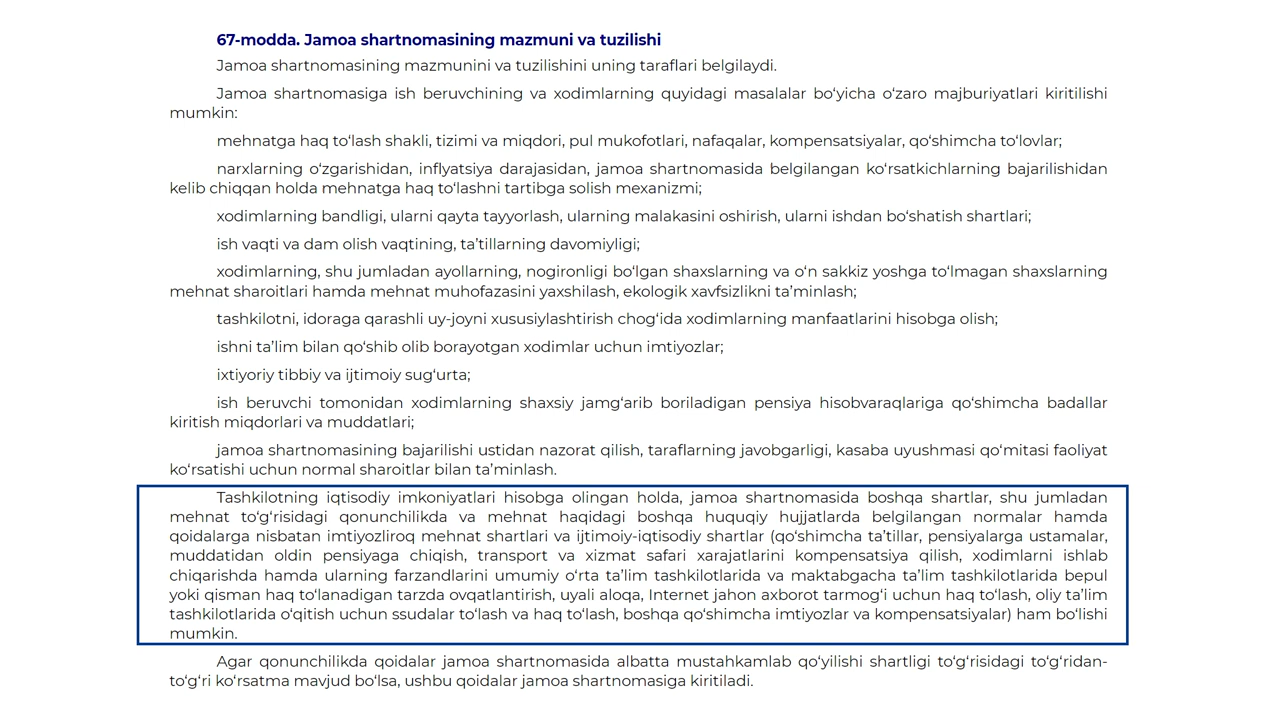 67-modda. Jamoa shartnomasining mazmuni va tuzilishi
Jamoa shartnomasining mazmunini va tuzilishini uning taraflari belgilaydi.
Jamoa shartnomasiga ish beruvchining va xodimlarning quyidagi masalalar bo‘yicha o‘zaro majburiyatlari kiritilishi
mumkin:
mehnatga haq to‘lash shakli, tizimi va miqdori, pul mukofotlari, nafaqalar, kompensatsiyalar, qo‘shimcha to‘lovlar;
narxlarning o‘zgarishidan, inflyatsiya darajasidan, jamoa shartnomasida belgilangan ko‘rsatkichlarning bajarilishidan
kelib chiqqan holda mehnatga haq to‘lashni tartibga solish mexanizmi;
xodimlarning bandligi, ularni qayta tayyorlash, ularning malakasini oshirish, ularni ishdan bo‘shatish shartlari;
ish vaqti va dam olish vaqtining, ta’tillarning davomiyligi;
xodimlarning, shu jumladan ayollarning, nogironligi bo‘lgan shaxslarning va o‘n sakkiz yoshga to‘lmagan shaxslarning
mehnat sharoitlari hamda mehnat muhofazasini yaxshilash, ekologik xavfsizlikni ta’minlash;
tashkilotni, idoraga qarashli uy-joyni xususiylashtirish chog‘ida xodimlarning manfaatlarini hisobga olish;
ishni ta’lim bilan qo‘shib olib borayotgan xodimlar uchun imtiyozlar;
ixtiyoriy tibbiy va ijtimoiy sug‘urta;
ish beruvchi tomonidan xodimlarning shaxsiy jamg‘arib boriladigan pensiya hisobvaraqlariga qo‘shimcha badallar
kiritish miqdorlari va muddatlari;
jamoa shartnomasining bajarilishi ustidan nazorat qilish, taraflarning javobgarligi, kasaba uyushmasi qo‘mitasi faoliyat
ko‘rsatishi uchun normal sharoitlar bilan ta’minlash.
Tashkilotning iqtisodiy imkoniyatlari hisobga olingan holda, jamoa shartnomasida boshqa shartlar, shu jumladan
mehnat to‘g‘risidagi qonunchilikda va mehnat haqidagi boshqa huquqiy hujjatlarda belgilangan normalar hamda
qoidalarga nisbatan imtiyozliroq mehnat shartlari va ijtimoiy-iqtisodiy shartlar (qo‘shimcha ta’tillar, pensiyalarga ustamalar,
muddatidan oldin pensiyaga chiqish, transport va xizmat safari xarajatlarini kompensatsiya qilish, xodimlarni ishlab
chiqarishda hamda ularning farzandlarini umumiy o‘rta ta’lim tashkilotlarida va maktabgacha ta’lim tashkilotlarida bepul
yoki qisman haq to‘lanadigan tarzda ovqatlantirish, uyali aloqa, Internet jahon axborot tarmog‘i uchun haq to‘lash, oliy ta’lim
tashkilotlarida o‘qitish uchun ssudalar to‘lash va haq to‘lash, boshqa qo‘shimcha imtiyozlar va kompensatsiyalar) ham bo‘lishi
mumkin.
Agar qonunchilikda qoidalar jamoa shartnomasida albatta mustahkamlab qo‘yilishi shartligi to‘g‘risidagi to‘g‘ridan-
to‘g‘ri ko‘rsatma mavjud bo‘lsa, ushbu qoidalar jamoa shartnomasiga kiritiladi.